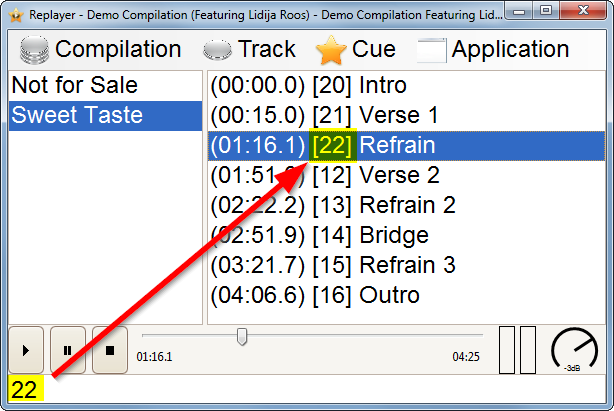 Replayer - Demo Compilation (Featuring Lidija Roos) - Demo Compilation Featuring Lid...
Compilation Track Cue Application
Not for Sale
Sweet Taste
(00:00.0) [20] Intro
(00:15.0) [21] Verse 1
(01:16.1) [22] Refrain
(01:51.6) [12] Verse 2
(02:22.2) [13] Refrain 2
(02:51.9) [14] Bridge
(03:21.7) [15] Refrain 3
(04:06.6) [16] Outro
01:16.1 04:25
-3dB
22